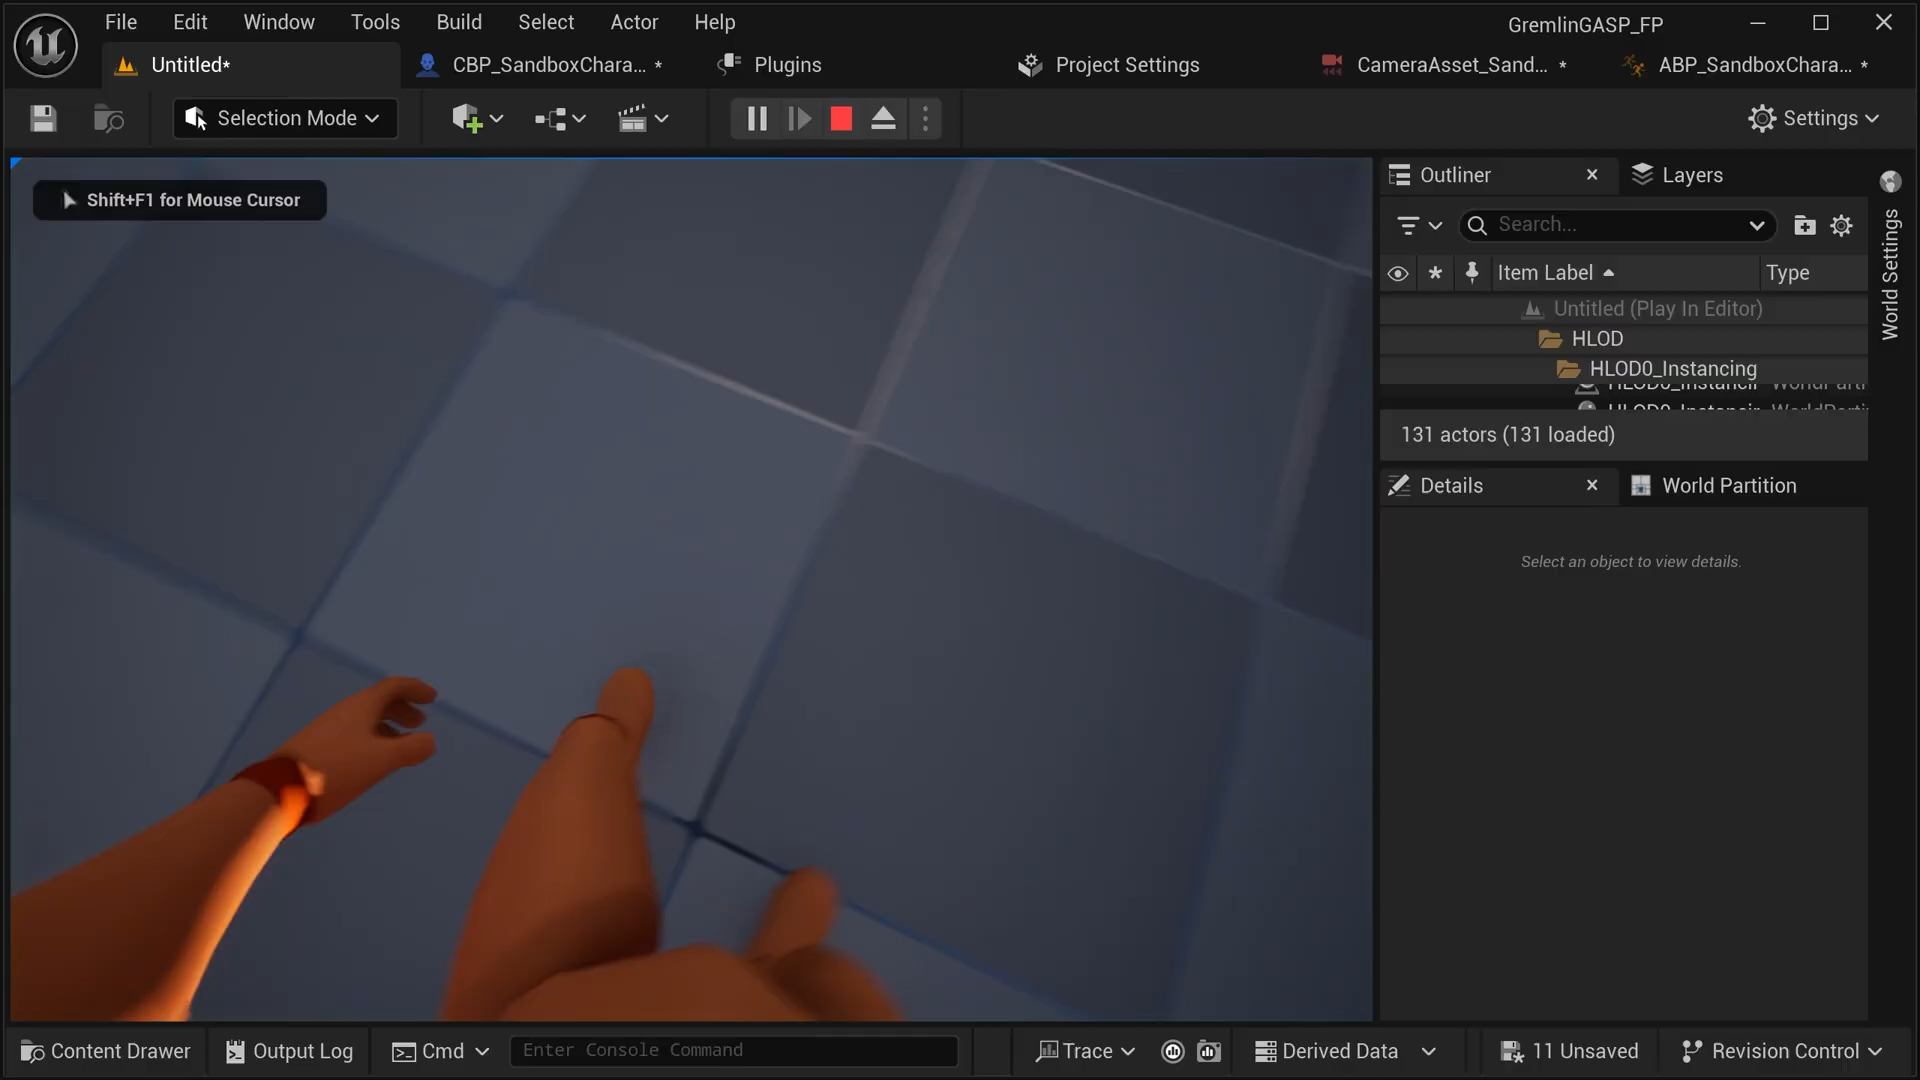 File Edit Window Tools Build Select Actor Help
GremlinGASP_FP
Untitled*
CBP_SandboxChara... *
Plugins
Project Settings
CameraAsset_Sand... *
ABP_SandboxChara... *
Selection Mode
Settings
Shift+F1 for Mouse Cursor
Outliner
Layers
World Settings
Search...
Item Label
Type
Untitled (Play In Editor)
HLOD
HLOD0_Instancing
131 actors (131 loaded)
Details
World Partition
Select an object to view details.
Content Drawer
Output Log
Cmd
Enter Console Command
Trace
Derived Data
11 Unsaved
Revision Control